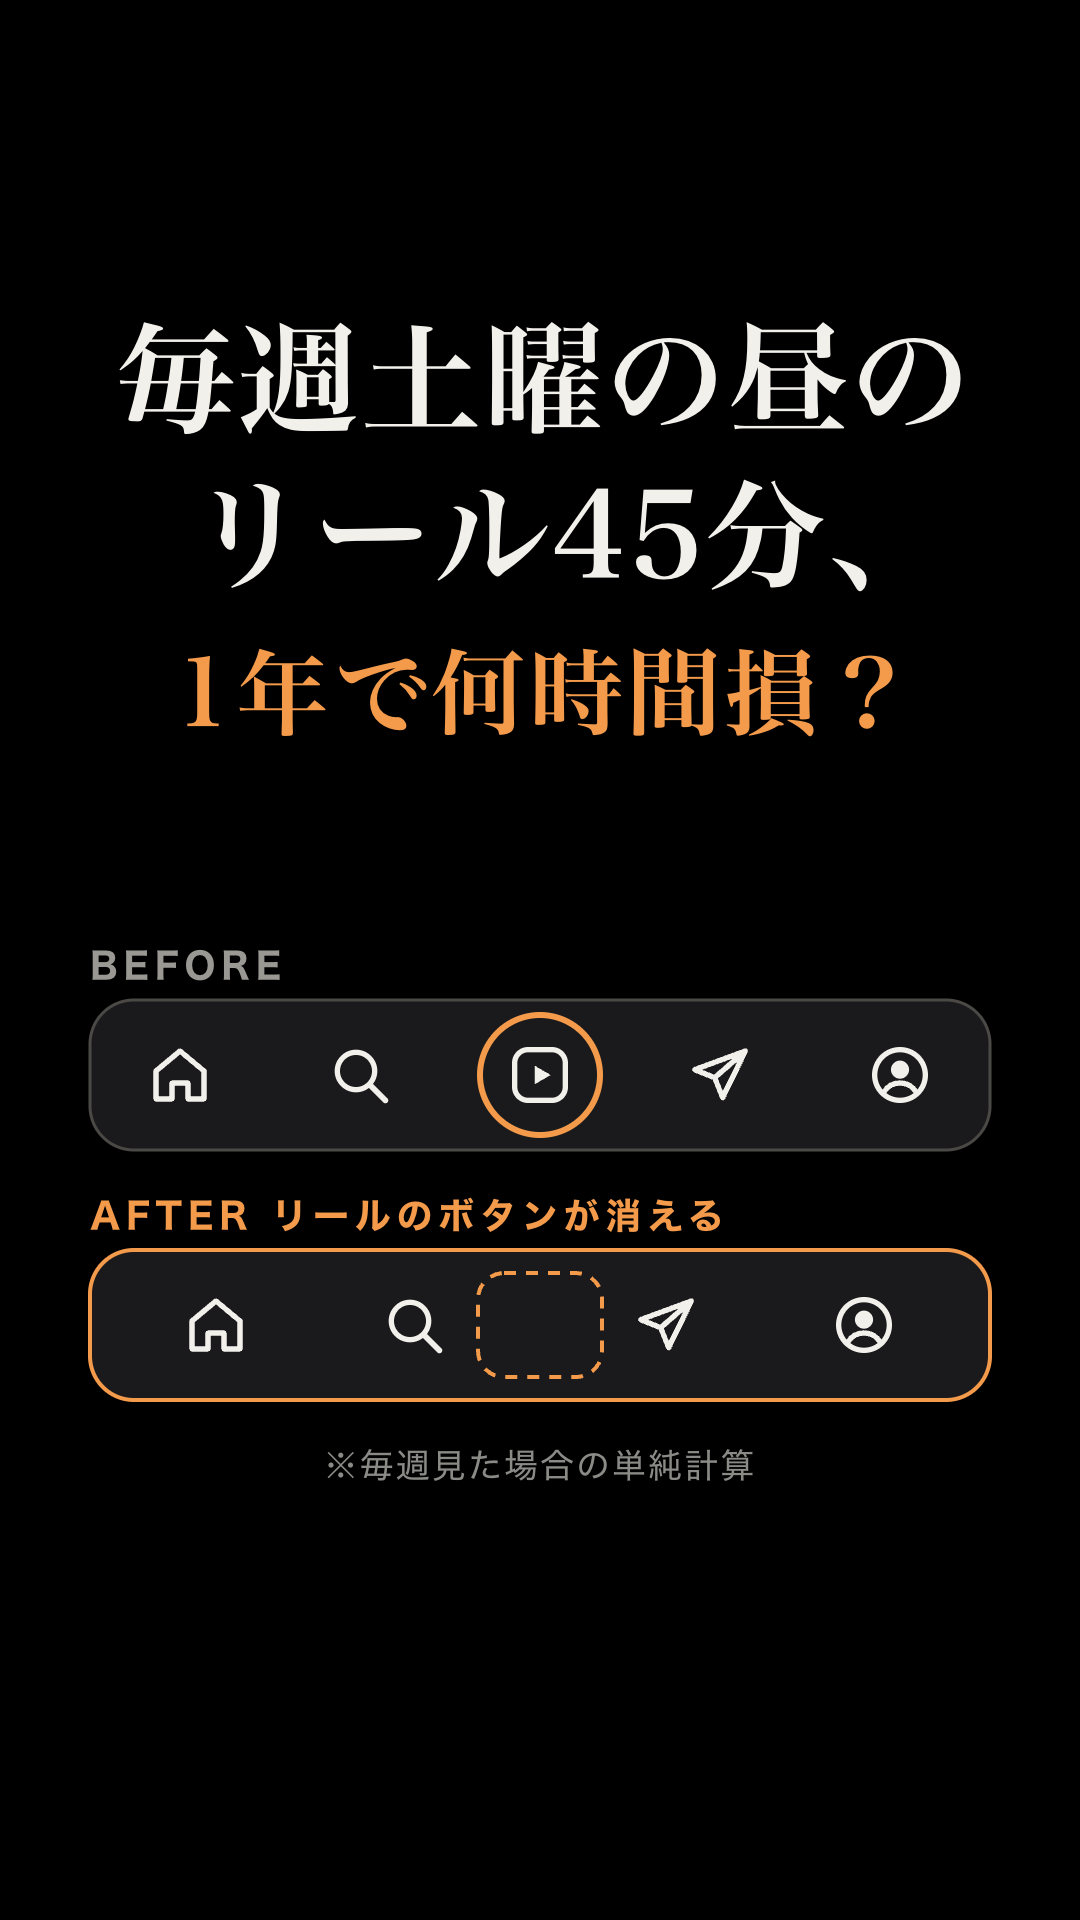 毎週土曜の昼の
リール45分、
1年で何時間損？
BEFORE
AFTER リールのボタンが消える
※毎週見た場合の単純計算